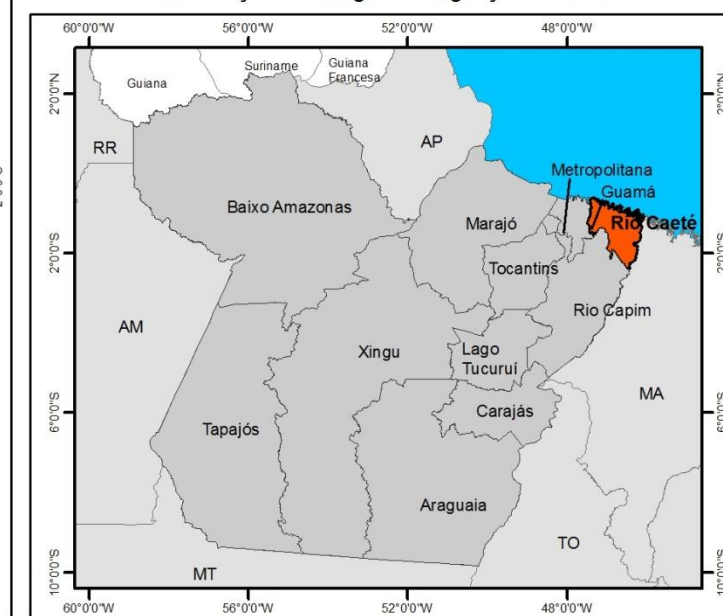 60°0'0"W 56°0'0"W 52°0'0"W 48°0'0"W
Guiana
Suriname
Guiana
Francesa
2°0'0"N
2°0'0"N
RR
AP
Metropolitana
Guamá
Baixo Amazonas
Marajó
Rio Caeté
2°0'0"S
Tocantins
Rio Capim
AM
Xingu
Lago
Tucuruí
MA
6°0'0"S
6°0'0"S
Carajás
Tapajós
Araguaia
TO
MT
10°0'0"S
10°0'0"S
60°0'0"W 56°0'0"W 52°0'0"W 48°0'0"W